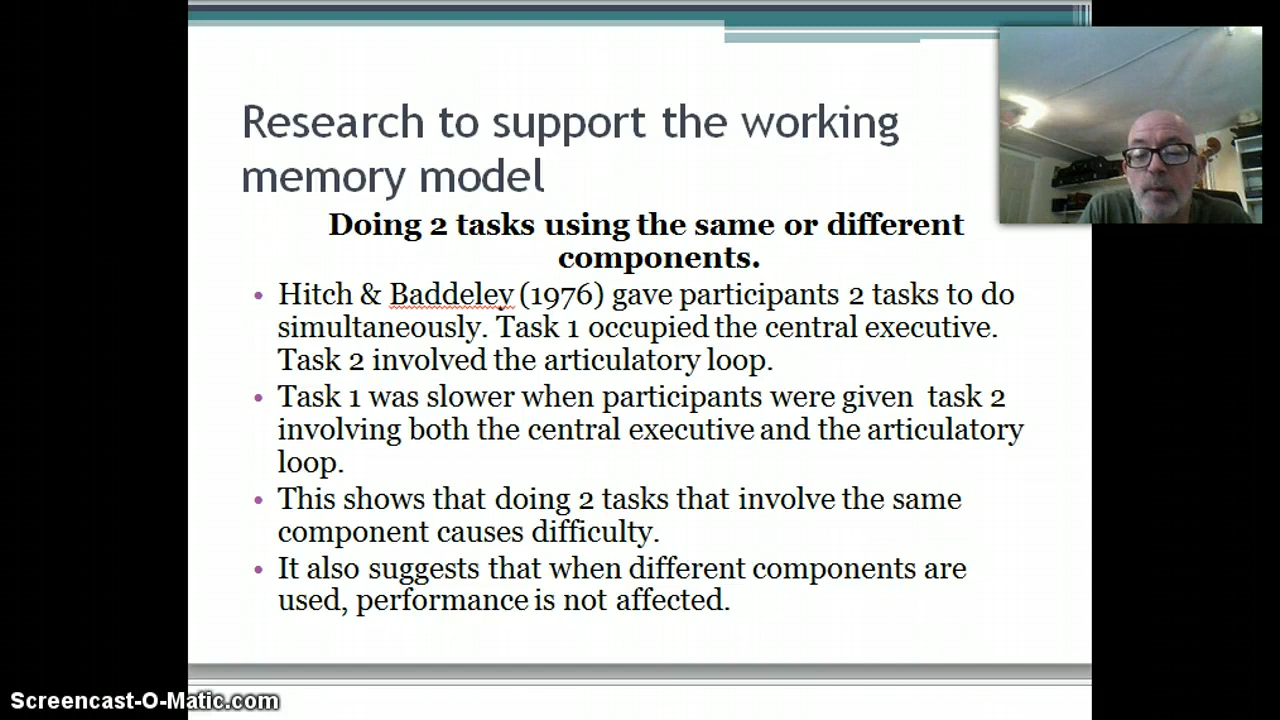 Research to support the working
memory model
Doing 2 tasks using the same or different
components.
• Hitch & Baddeley (1976) gave participants 2 tasks to do
simultaneously. Task 1 occupied the central executive.
Task 2 involved the articulatory loop.
• Task 1 was slower when participants were given task 2
involving both the central executive and the articulatory
loop.
• This shows that doing 2 tasks that involve the same
component causes difficulty.
• It also suggests that when different components are
used, performance is not affected.
Screencast-O-Matic.com